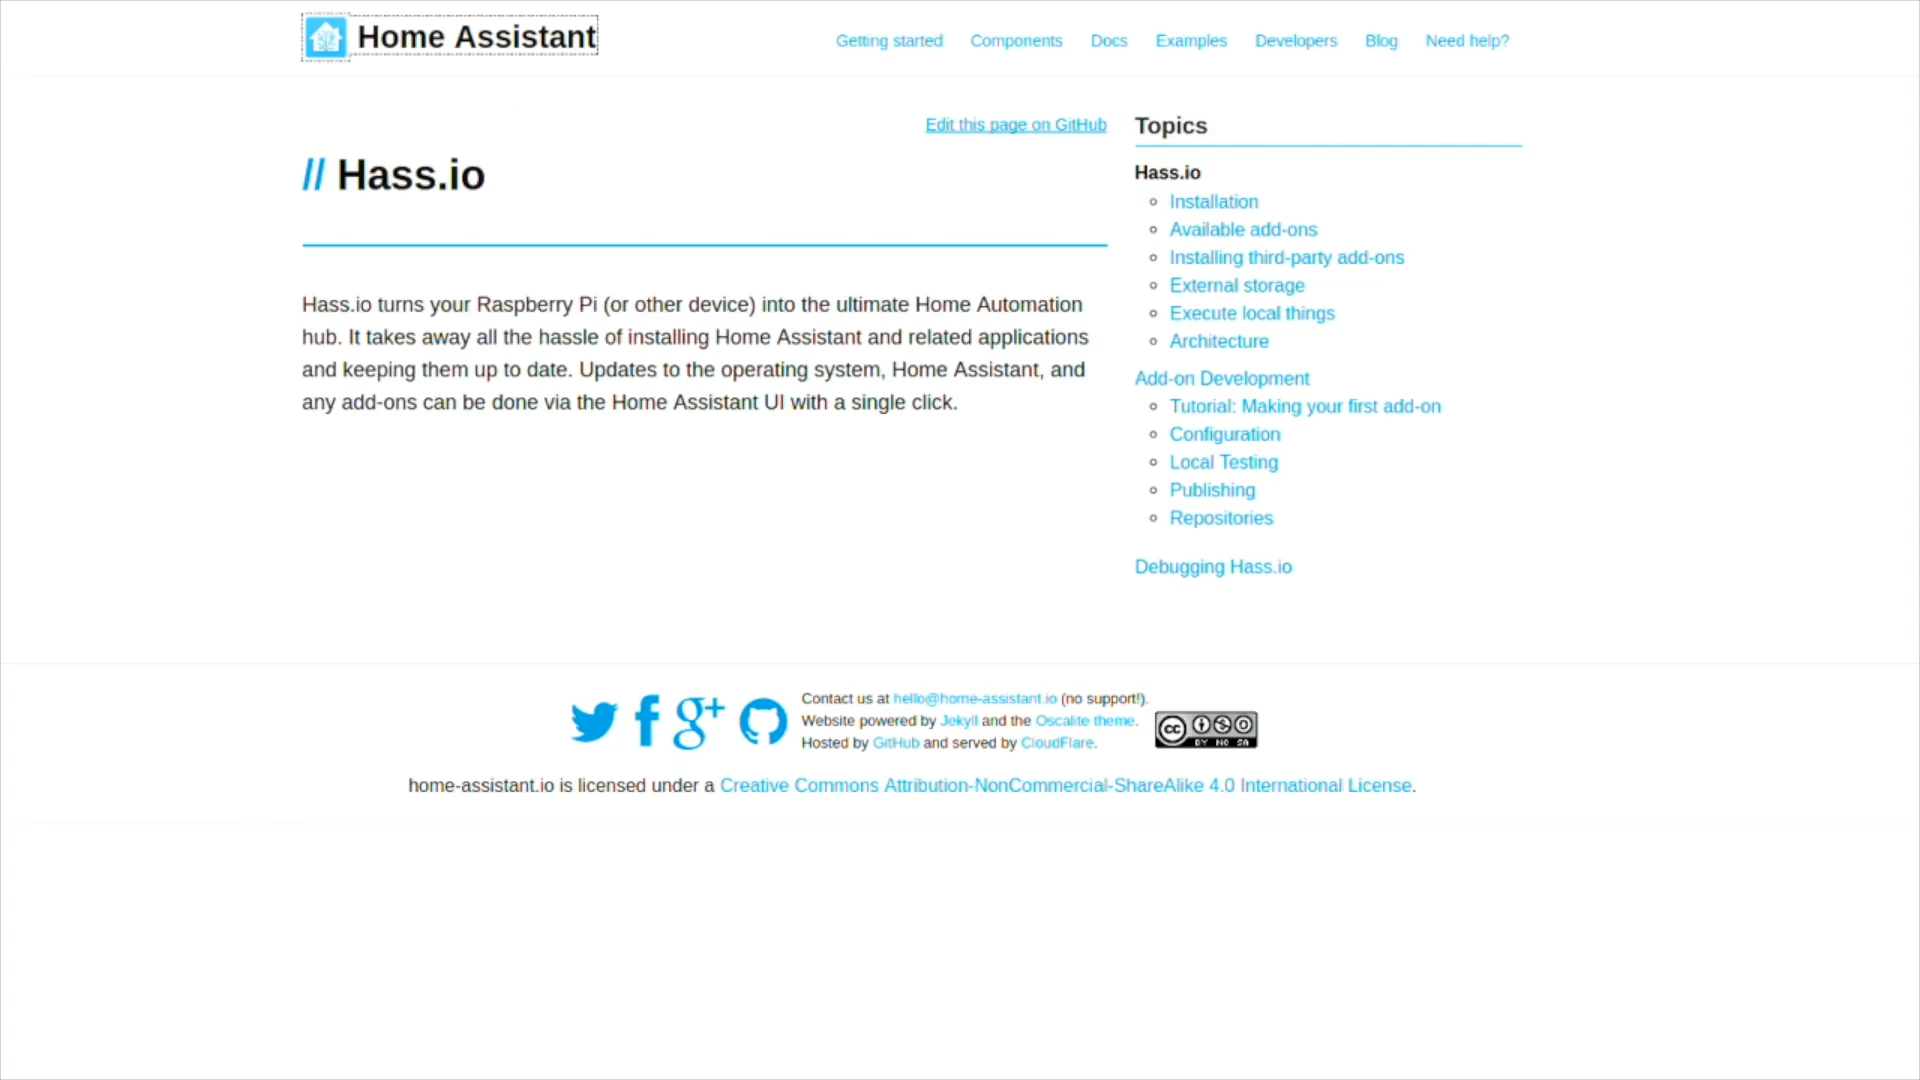 Home Assistant
Getting started Components Docs Examples Developers Blog Need help?
Edit this page on GitHub
// Hass.io
Hass.io turns your Raspberry Pi (or other device) into the ultimate Home Automation
hub. It takes away all the hassle of installing Home Assistant and related applications
and keeping them up to date. Updates to the operating system, Home Assistant, and
any add-ons can be done via the Home Assistant UI with a single click.
Topics
Hass.io
Installation
Available add-ons
Installing third-party add-ons
External storage
Execute local things
Architecture
Add-on Development
Tutorial: Making your first add-on
Configuration
Local Testing
Publishing
Repositories
Debugging Hass.io
Contact us at hello@home-assistant.io (no support!).
Website powered by Jekyll and the Oscalite theme.
Hosted by GitHub and served by CloudFlare.
cc BY NC SA
home-assistant.io is licensed under a Creative Commons Attribution-NonCommercial-ShareAlike 4.0 International License.